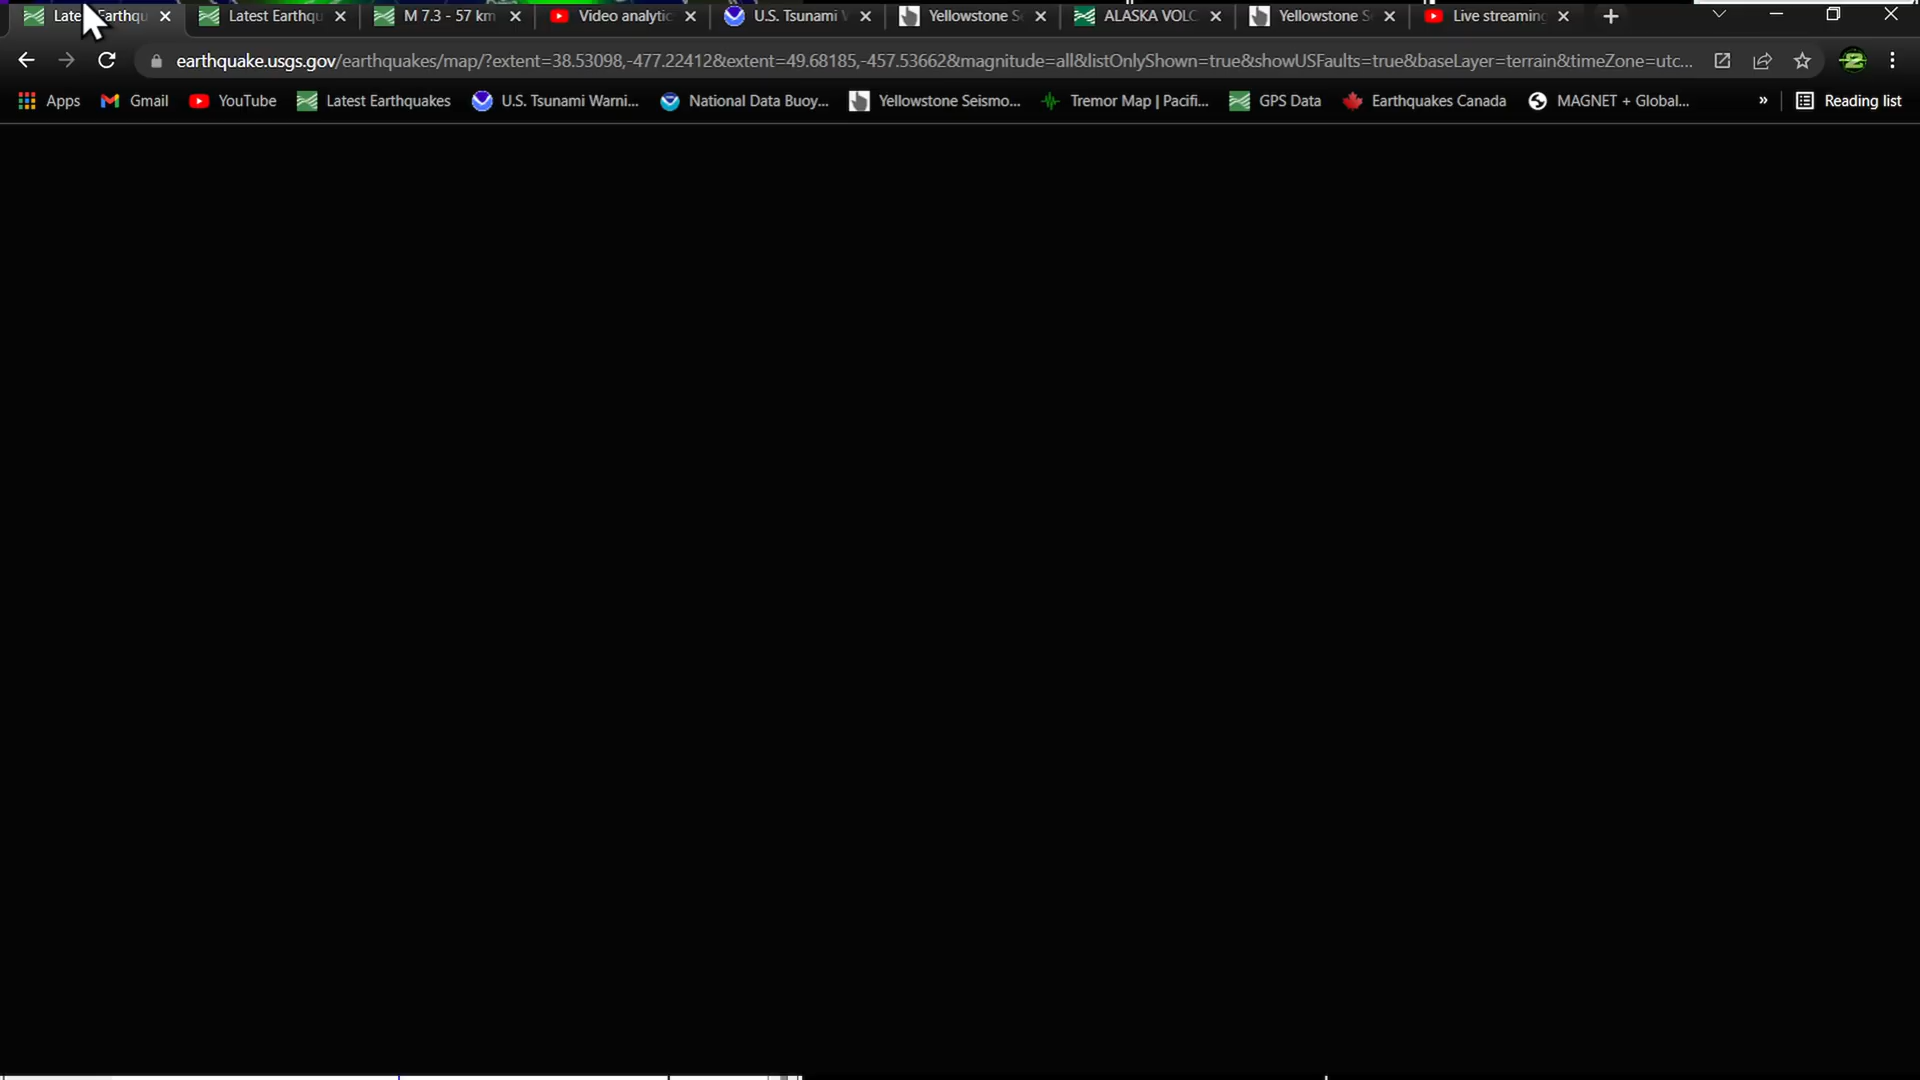 Late Earthqu
Latest Earthqu
M 7.3 - 57 km
Video analytic
U.S. Tsunami
Yellowstone S
ALASKA VOLC
Yellowstone S
Live streaming
earthquake.usgs.gov/earthquakes/map/?extent=38.53098,-477.22412&extent=49.68185,-457.53662&magnitude=all&listOnlyShown=true&showUSFaults=true&baseLayer=terrain&timeZone=utc...
Apps
Gmail
YouTube
Latest Earthquakes
U.S. Tsunami Warni...
National Data Buoy...
Yellowstone Seismo...
Tremor Map | Pacifi...
GPS Data
Earthquakes Canada
MAGNET + Global...
»
Reading list